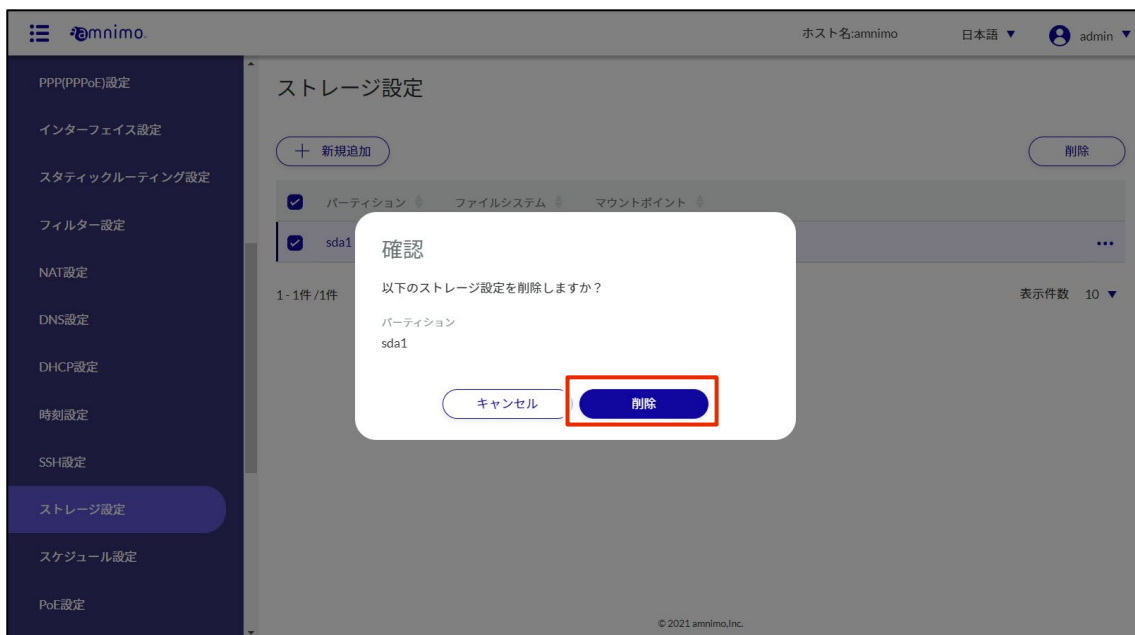 amnimo.
ホスト名:amnimo
日本語 ▼
admin ▼
PPP(PPPoE)設定
インターフェイス設定
スタティックルーティング設定
フィルター設定
NAT設定
DNS設定
DHCP設定
時刻設定
SSH設定
ストレージ設定
スケジュール設定
PoE設定
ストレージ設定
＋ 新規追加
削除
パーティション ファイルシステム マウントポイント
sda1
1 - 1件 /1件
表示件数 10 ▼
確認
以下のストレージ設定を削除しますか？
パーティション
sda1
キャンセル
削除
© 2021 amnimo,Inc.